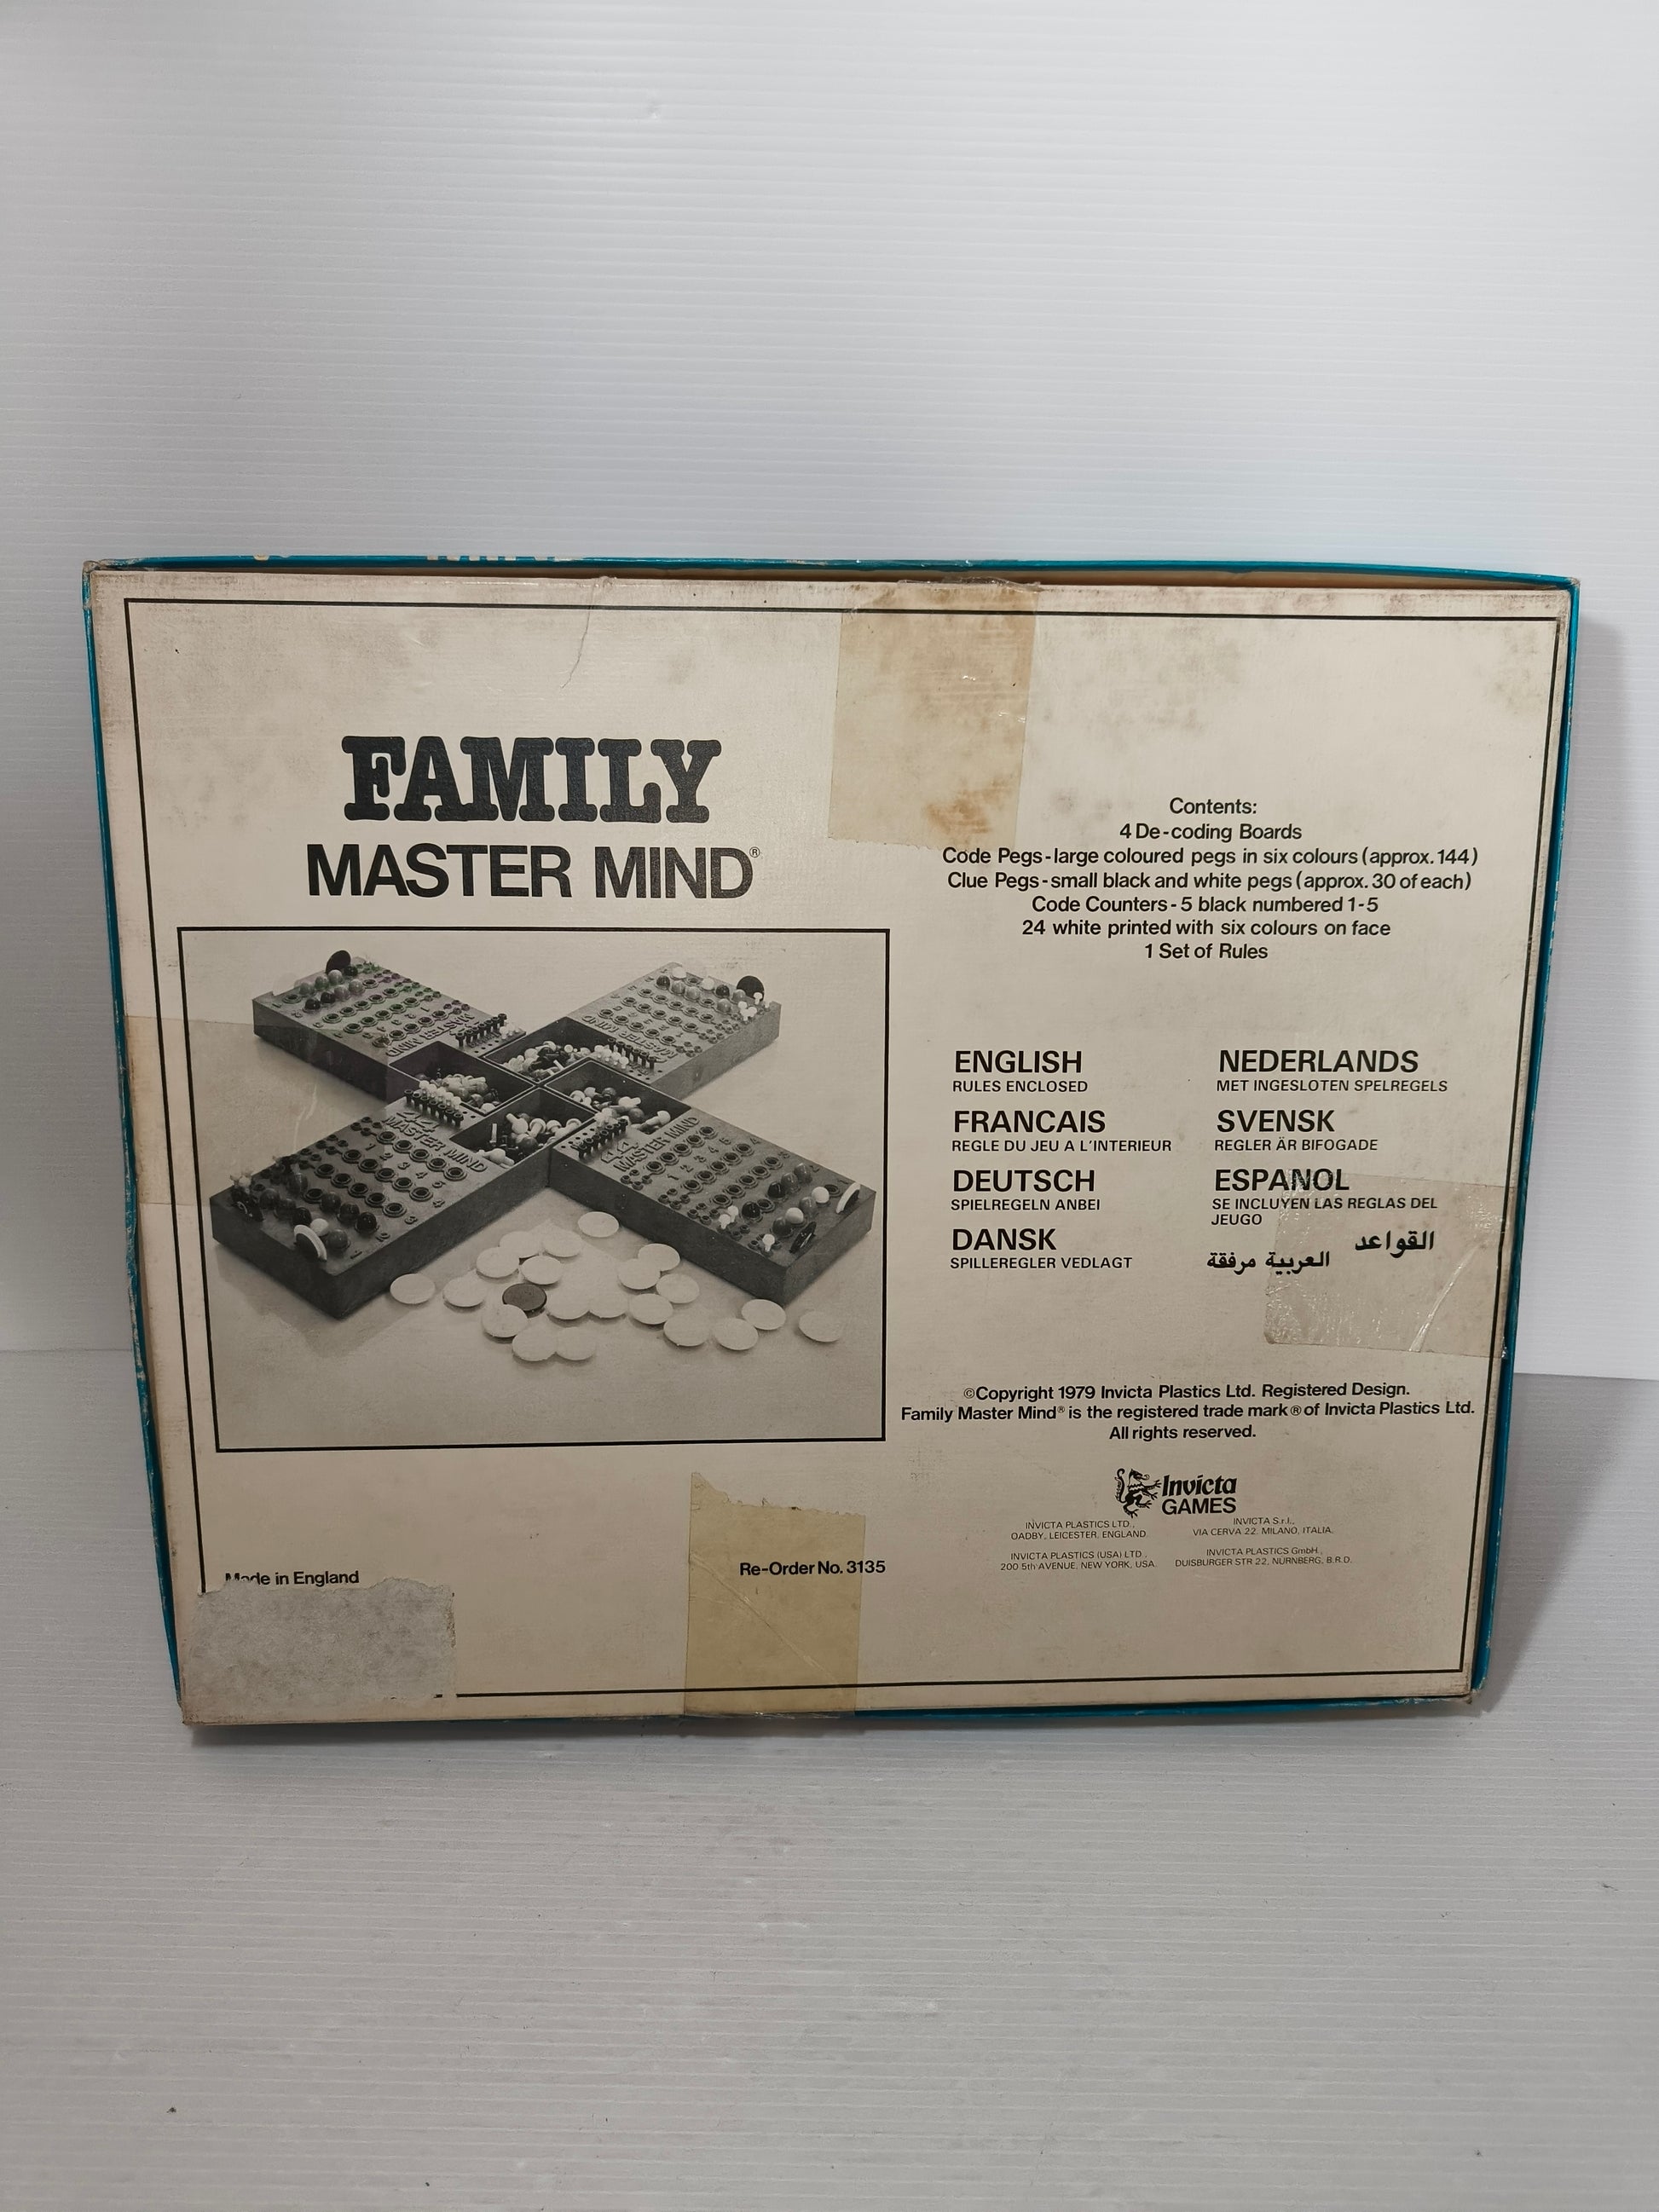 FAMILY
MASTER MIND®
Contents:
4 De-coding Boards
Code Pegs-large coloured pegs in six colours (approx. 144)
Clue Pegs-small black and white pegs (approx. 30 of each)
Code Counters - 5 black numbered 1-5
24 white printed with six colours on face
1 Set of Rules
MASTER MIND
MASTER MIND
MASTER MIND
MASTER MIND
ENGLISH
RULES ENCLOSED
FRANCAIS
REGLE DU JEU A L'INTERIEUR
DEUTSCH
SPIELREGELN ANBEI
DANSK
SPILLEREGLER VEDLAGT
NEDERLANDS
MET INGESLOTEN SPELREGELS
SVENSK
REGLER ÄR BIFOGADE
ESPANOL
SE INCLUYEN LAS REGLAS DEL
JEUGO
القواعد
العربية مرفقة
©Copyright 1979 Invicta Plastics Ltd. Registered Design.
Family Master Mind® is the registered trade mark ® of Invicta Plastics Ltd.
All rights reserved.
Invicta
GAMES
INVICTA PLASTICS LTD.,
OADBY, LEICESTER, ENGLAND.
INVICTA S.r.l.,
VIA CERVA 22, MILANO, ITALIA.
INVICTA PLASTICS (USA) LTD.,
200 5th AVENUE, NEW YORK, USA.
INVICTA PLASTICS GmbH.,
DUISBURGER STR 22, NÜRNBERG, B.R.D.
Made in England
Re-Order No. 3135